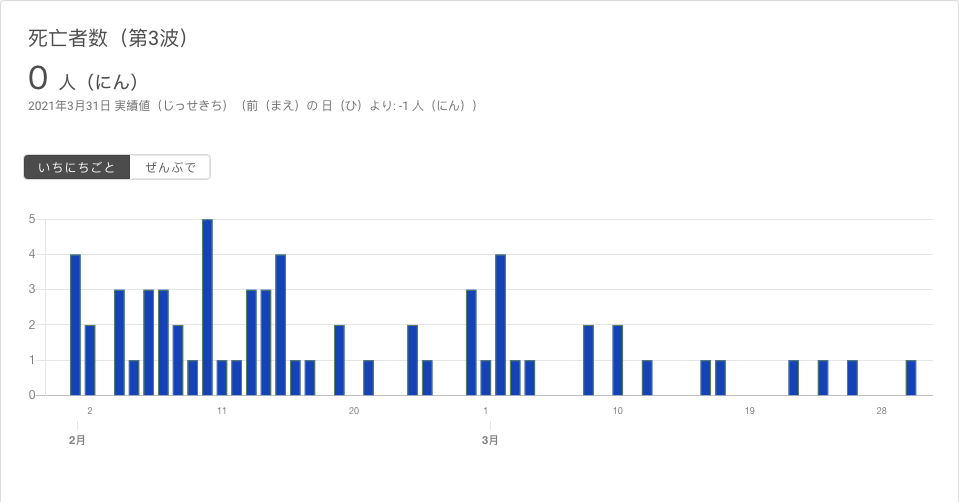 死亡者数（第3波）
0 人（にん）
2021年3月31日 実績値（じっせきち）（前（まえ）の 日（ひ）より: -1 人（にん））
いちにちごと ぜんぶで
5
4
3
2
1
0
2 11 20 1 10 19 28
2月 3月